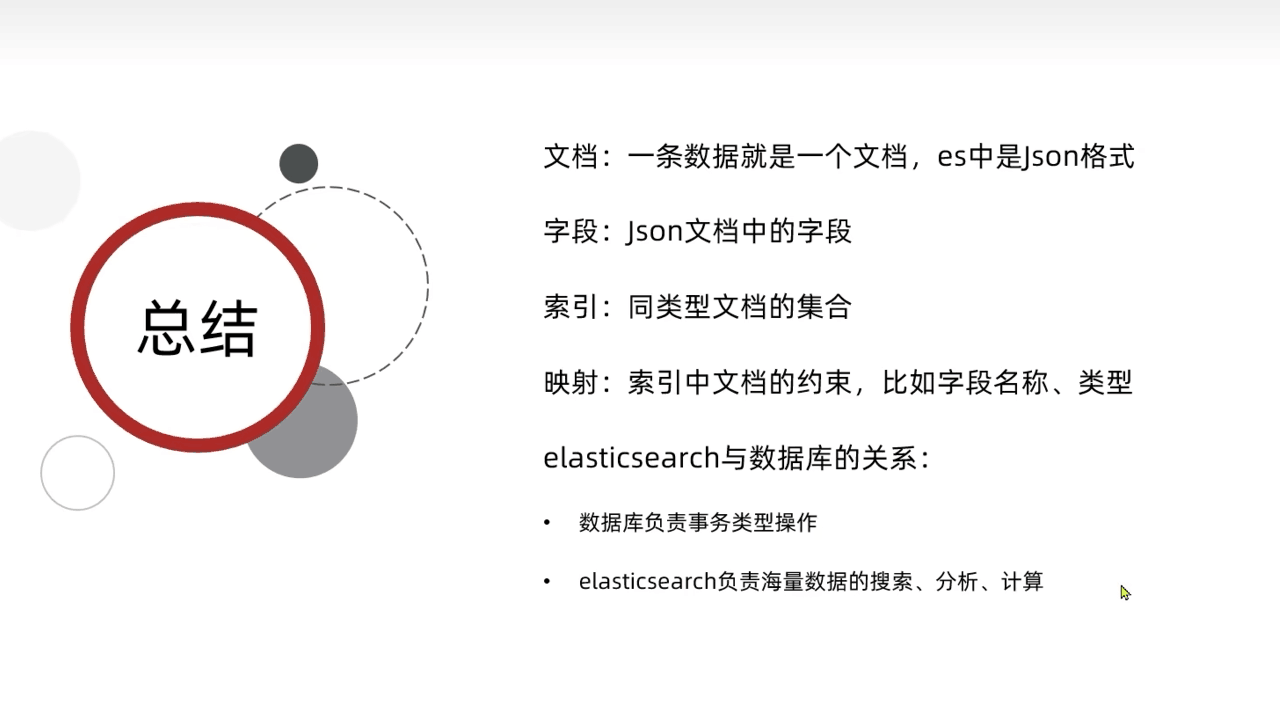 总结
文档：一条数据就是一个文档，es中是Json格式
字段：Json文档中的字段
索引：同类型文档的集合
映射：索引中文档的约束，比如字段名称、类型
elasticsearch与数据库的关系：
• 数据库负责事务类型操作
• elasticsearch负责海量数据的搜索、分析、计算